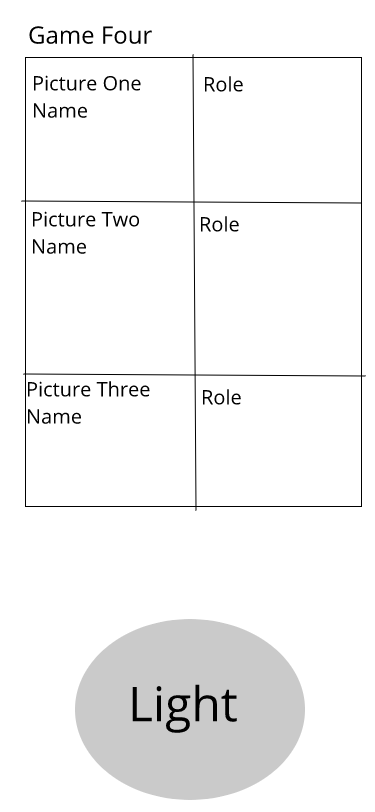 Game Four
Picture One
Name
Role
Picture Two
Name
Role
Picture Three
Name
Role
Light